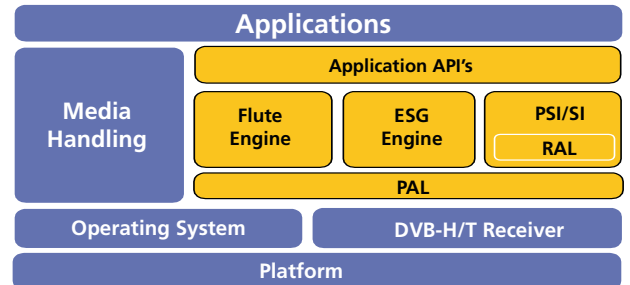 Applications
Application API's
Media
Handling
Flute
Engine
ESG
Engine
PSI/SI
RAL
PAL
Operating System
DVB-H/T Receiver
Platform